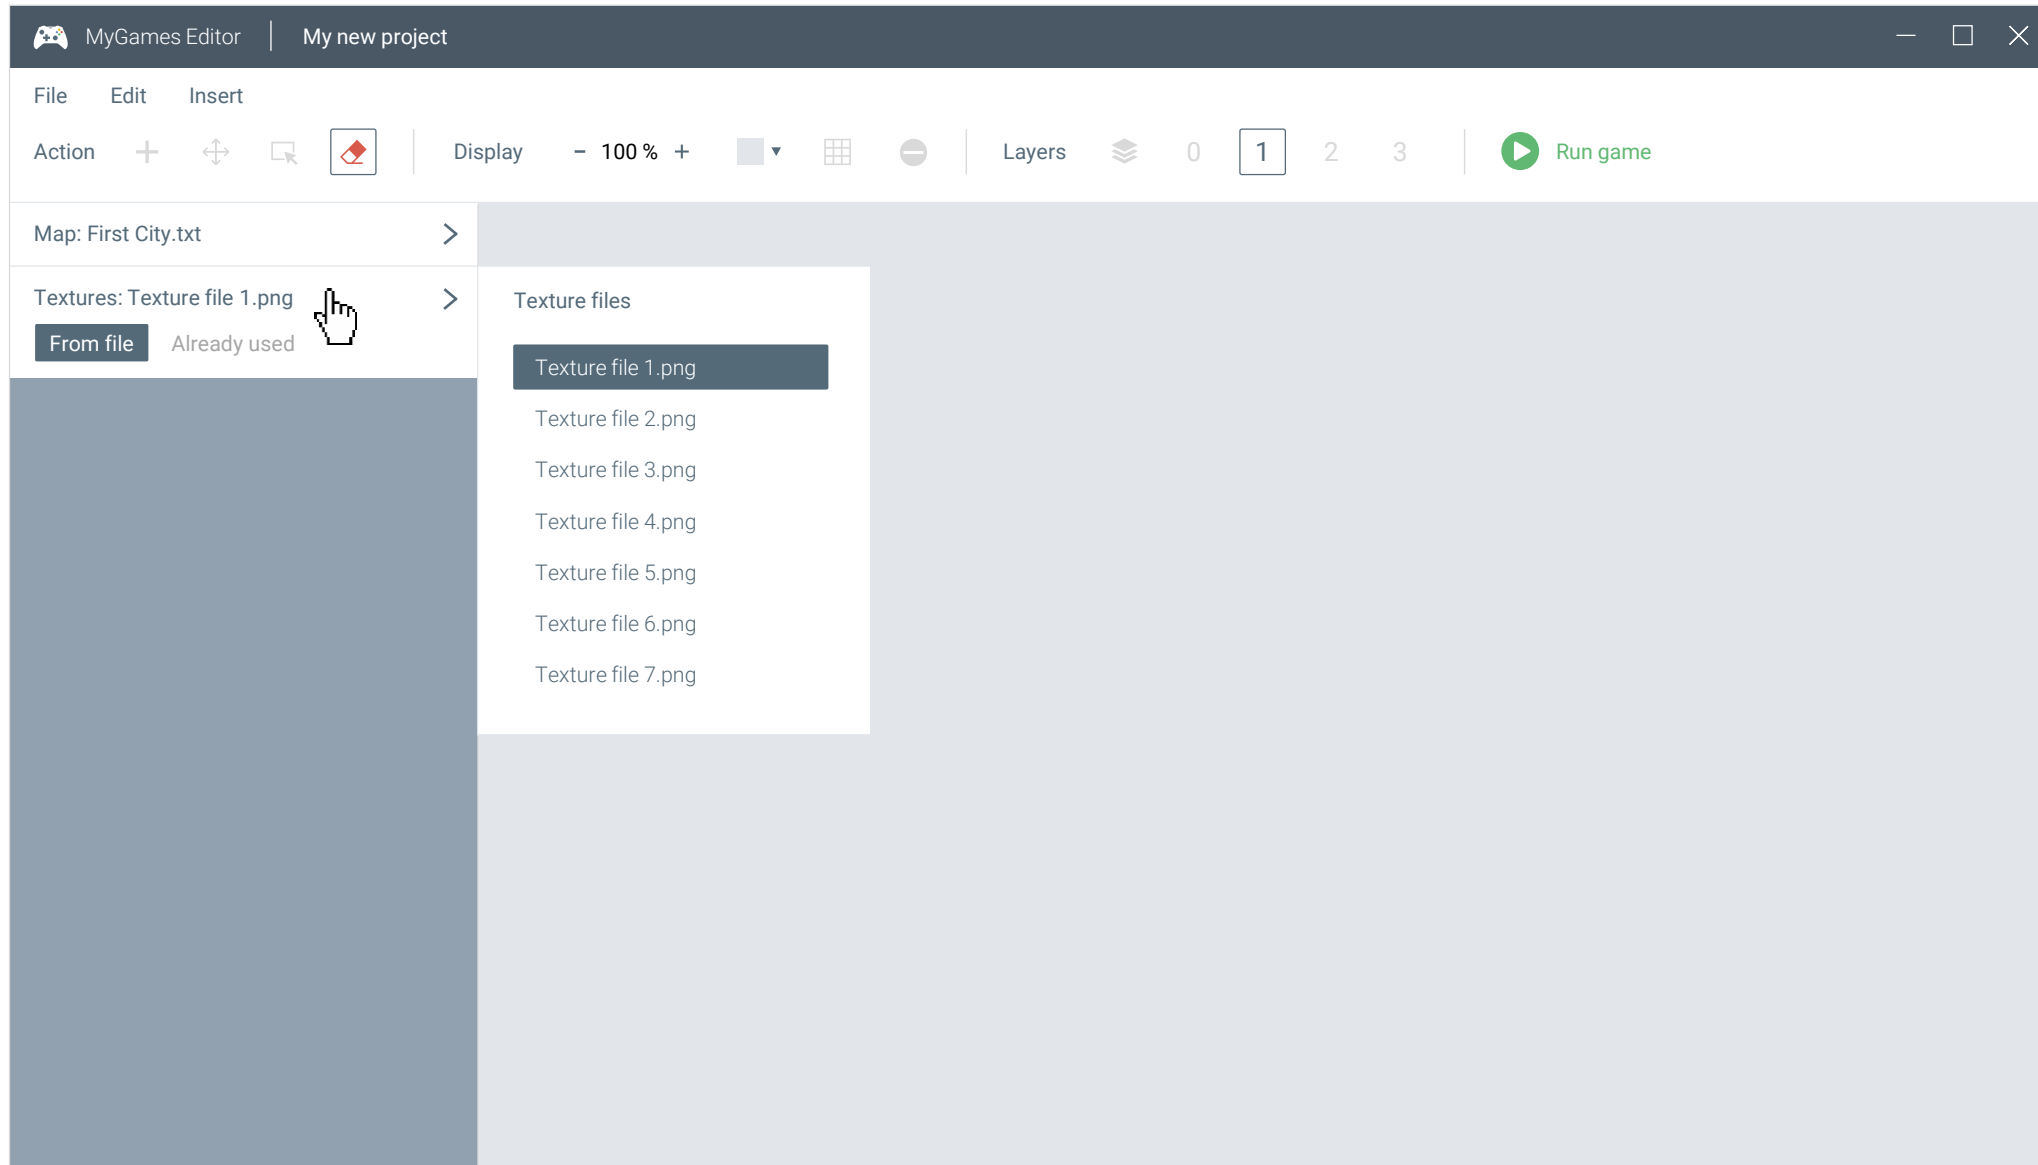 MyGames Editor My new project
File Edit Insert
Action Display - 100 % + Layers 0 1 2 3 Run game
Map: First City.txt
Textures: Texture file 1.png
From file Already used
Texture files
Texture file 1.png
Texture file 2.png
Texture file 3.png
Texture file 4.png
Texture file 5.png
Texture file 6.png
Texture file 7.png